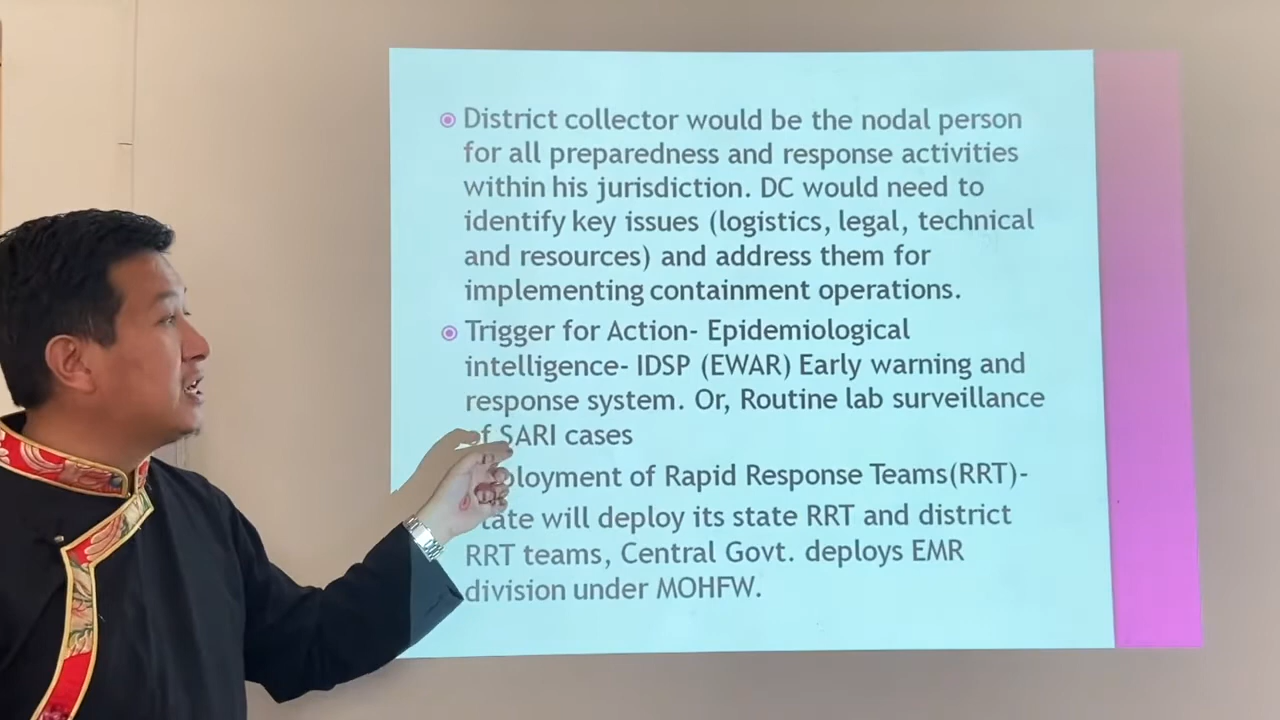 District collector would be the nodal person
for all preparedness and response activities
within his jurisdiction. DC would need to
identify key issues (logistics, legal, technical
and resources) and address them for
implementing containment operations.
Trigger for Action- Epidemiological
intelligence- IDSP (EWAR) Early warning and
response system. Or, Routine lab surveillance
of SARI cases
of Rapid Response Teams(RRT)-
will deploy its state RRT and district
RRT teams, Central Govt. deploys EMR
division under MOHFW.